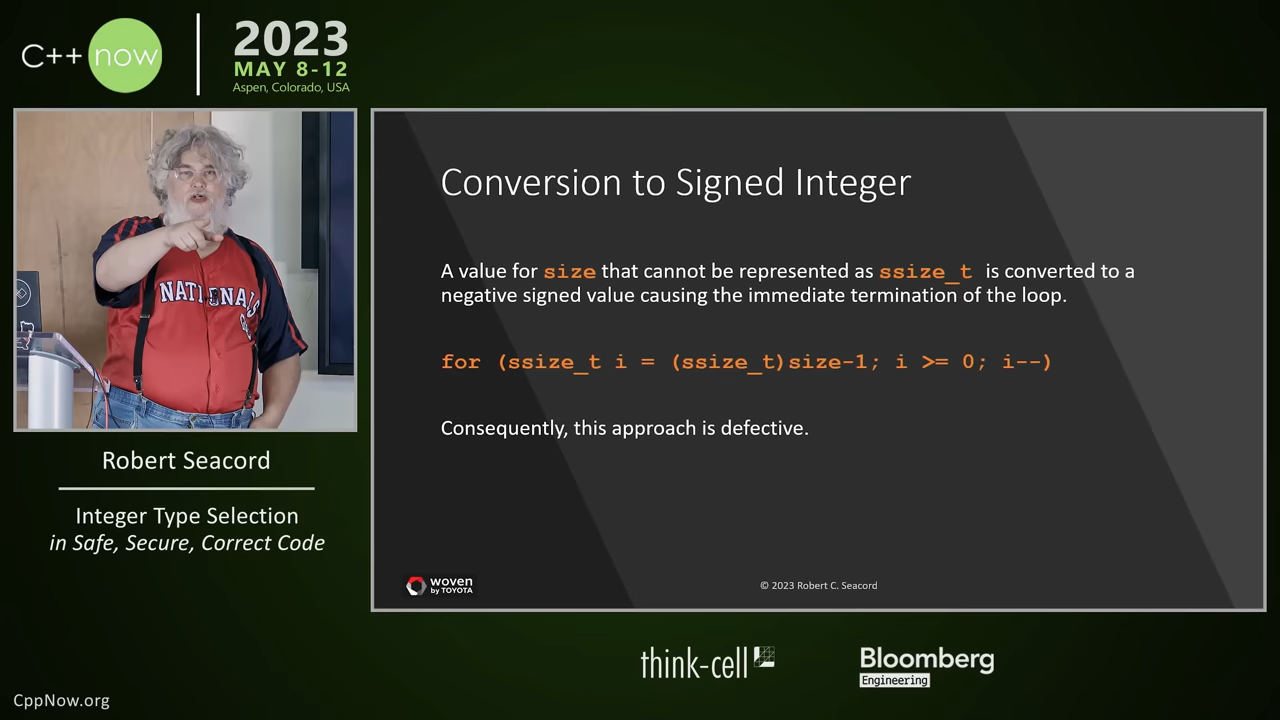 C++ now
2023
MAY 8-12
Aspen, Colorado, USA
NATIONALS
Robert Seacord
Integer Type Selection
in Safe, Secure, Correct Code
Conversion to Signed Integer
A value for size that cannot be represented as ssize_t is converted to a
negative signed value causing the immediate termination of the loop.
for (ssize_t i = (ssize_t)size-1; i >= 0; i--)
Consequently, this approach is defective.
woven
by TOYOTA
© 2023 Robert C. Seacord
think-cell
Bloomberg
Engineering
CppNow.org